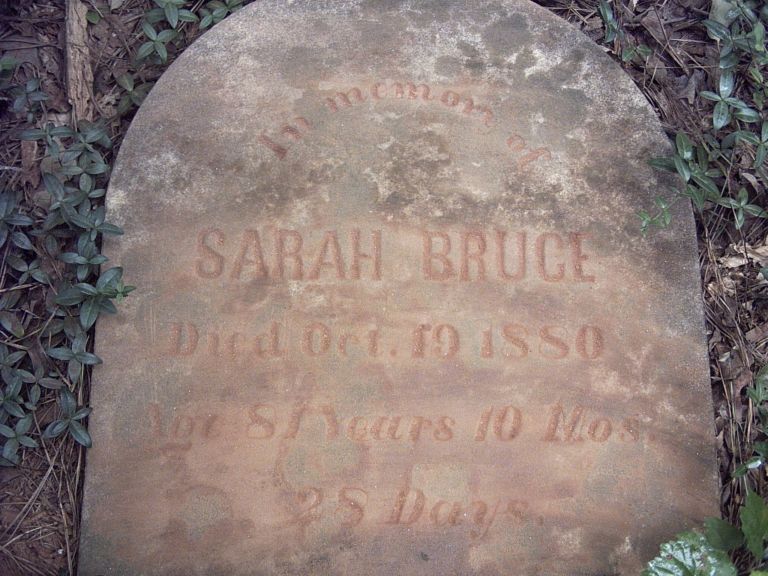 In memory of
SARAH BRUCE
Died Oct. 19 1880
Age 81 Years 10 Mos.
28 Days.